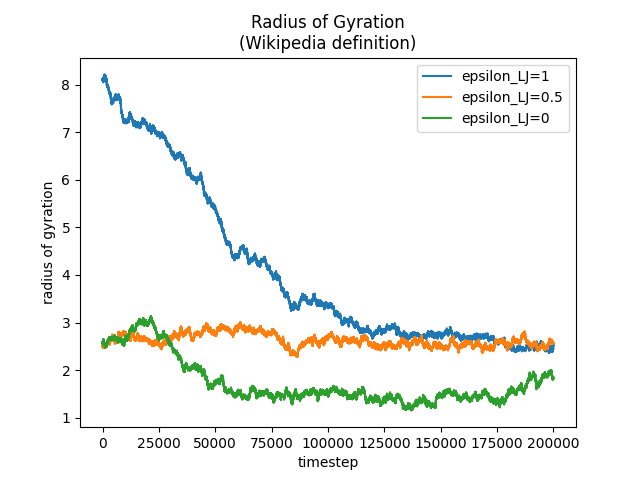 Radius of Gyration
(Wikipedia definition)
epsilon_LJ=1
epsilon_LJ=0.5
epsilon_LJ=0
radius of gyration
8
7
6
5
4
3
2
1
0 25000 50000 75000 100000 125000 150000 175000 200000
timestep